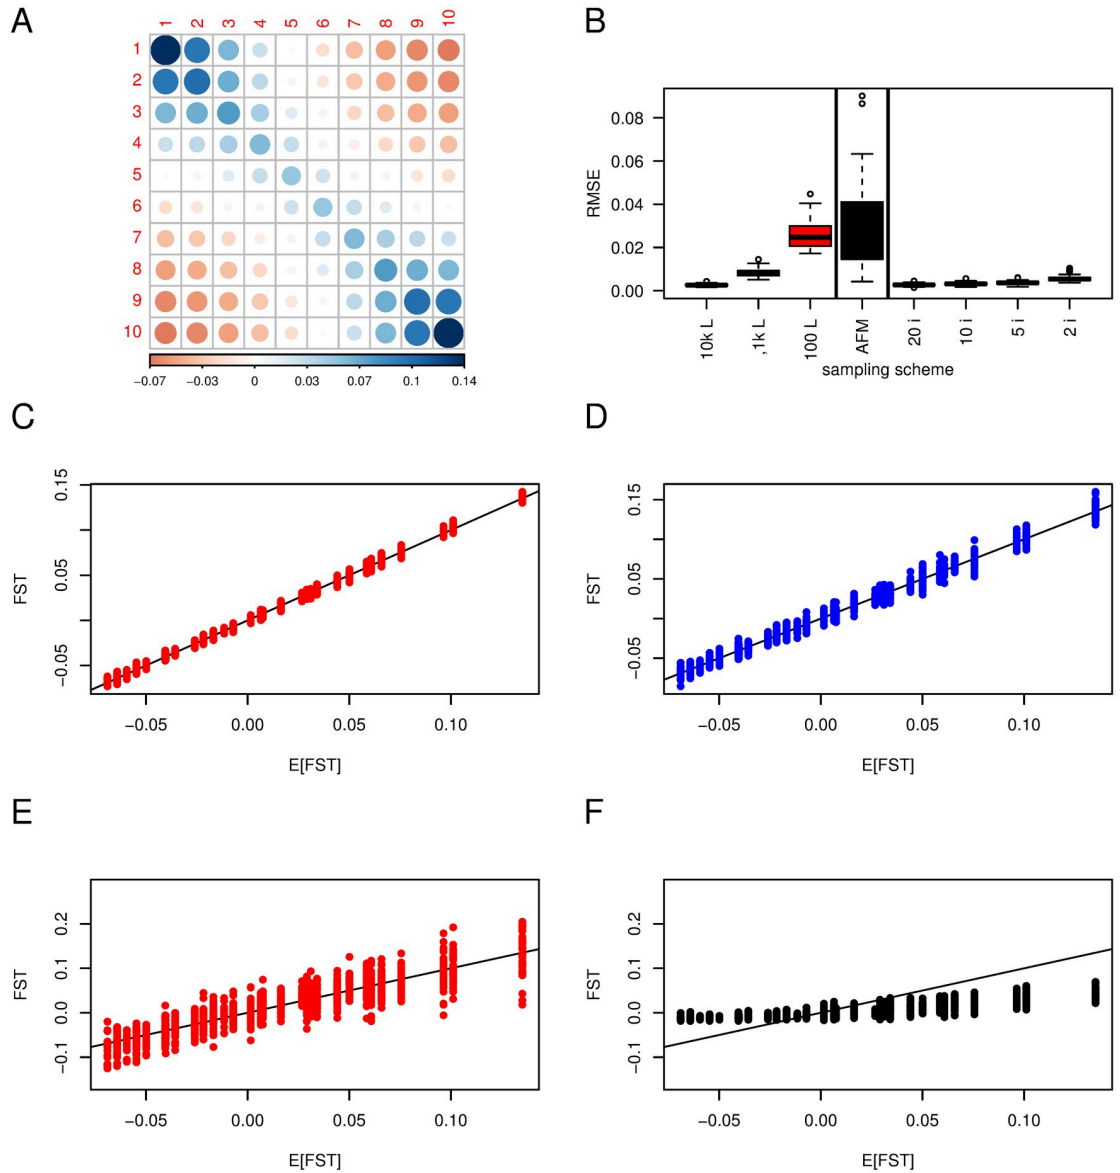 A
1 2 3 4 5 6 7 8 9 10
1
2
3
4
5
6
7
8
9
10
−0.07 −0.03 0 0.03 0.07 0.1 0.14
B
RMSE
0.08
0.06
0.04
0.02
0.00
10k L ,1k L 100 L AFM 20 i 10 i 5 i 2 i
sampling scheme
C
FST
0.15
0.05
−0.05
−0.05 0.00 0.05 0.10
E[FST]
D
FST
0.15
0.05
−0.05
−0.05 0.00 0.05 0.10
E[FST]
E
FST
0.2
0.1
0.0
−0.1
−0.05 0.00 0.05 0.10
E[FST]
F
FST
0.2
0.1
0.0
−0.1
−0.05 0.00 0.05 0.10
E[FST]